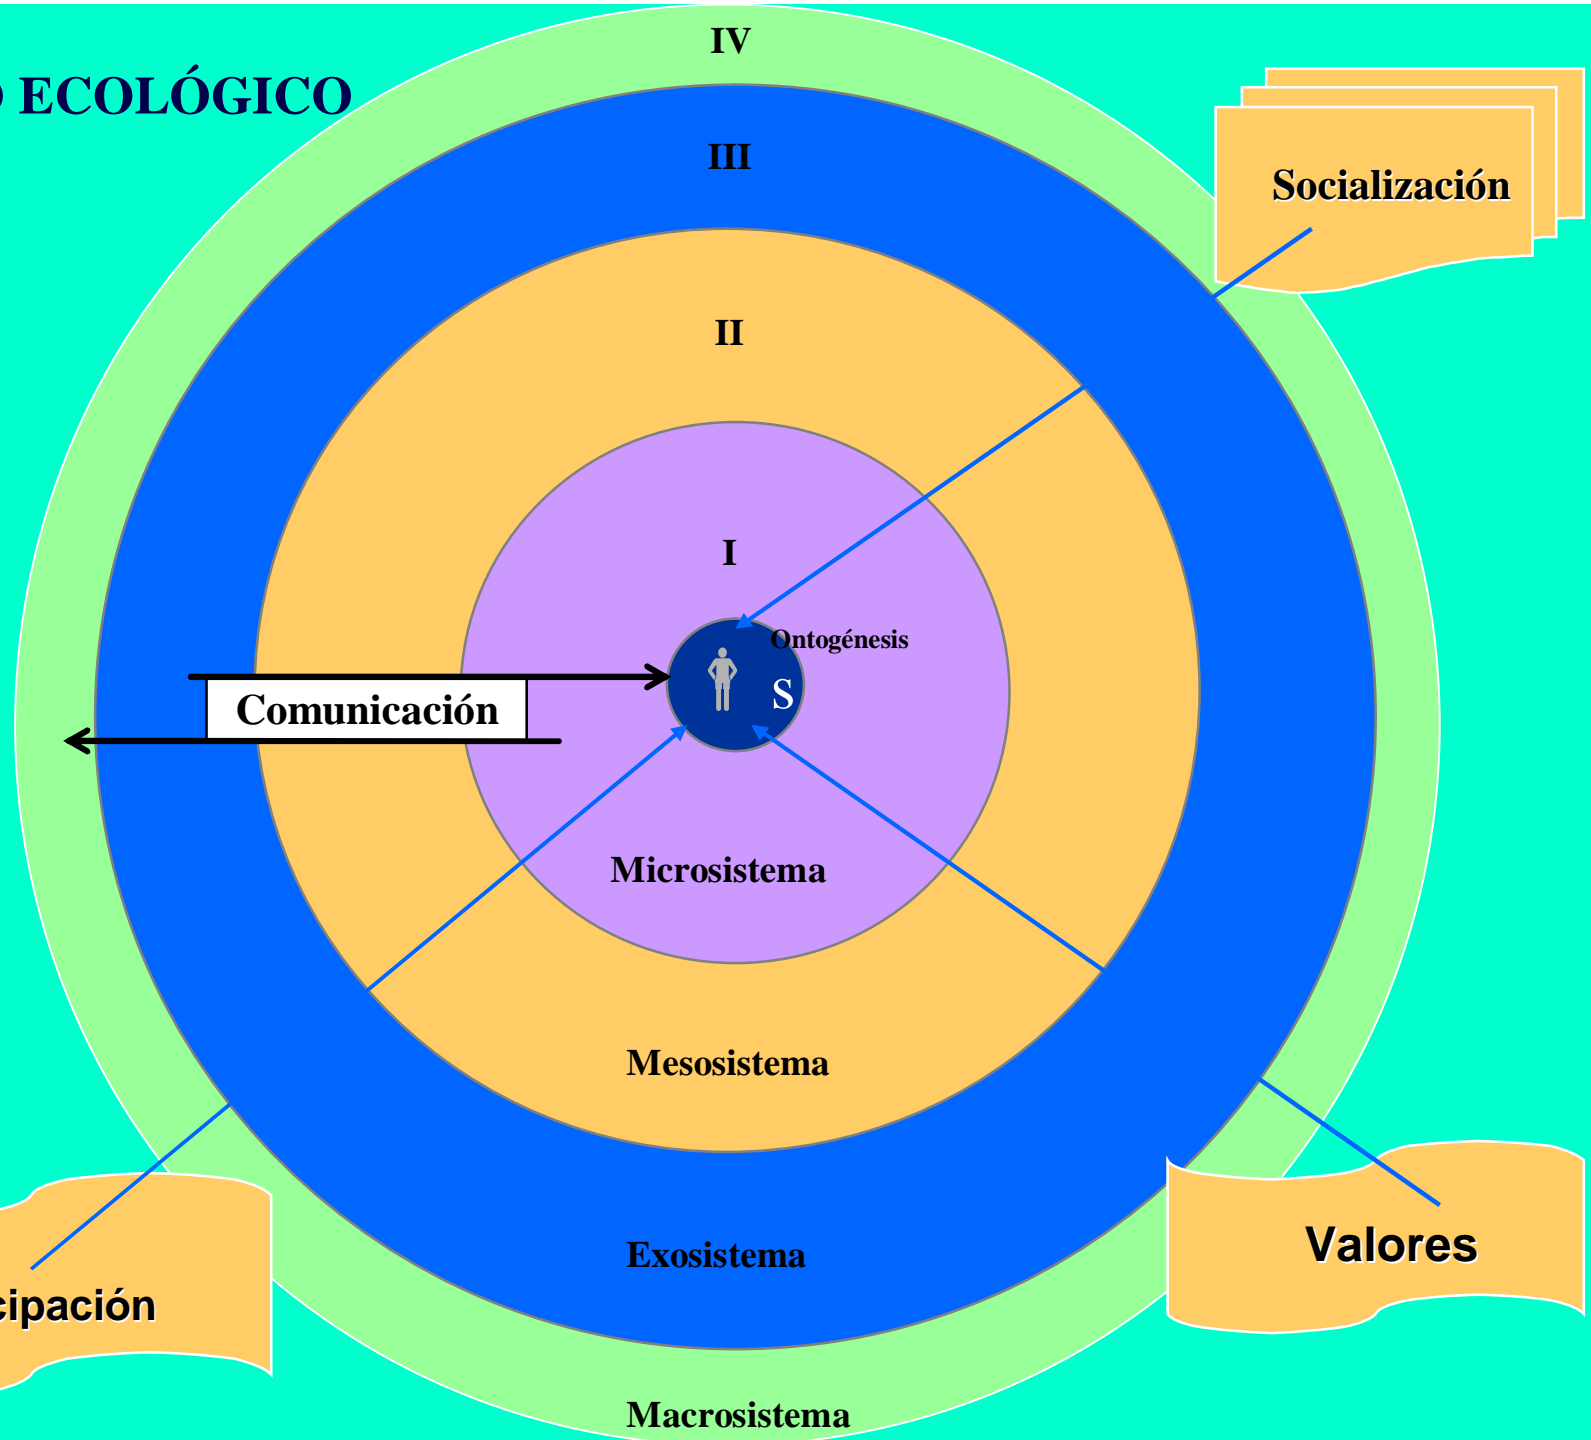 IV
ECOLÓGICO
III
Socialización
II
I
Ontogénesis
S
Comunicación
Microsistema
Mesosistema
Valores
Exosistema
cipación
Macrosistema